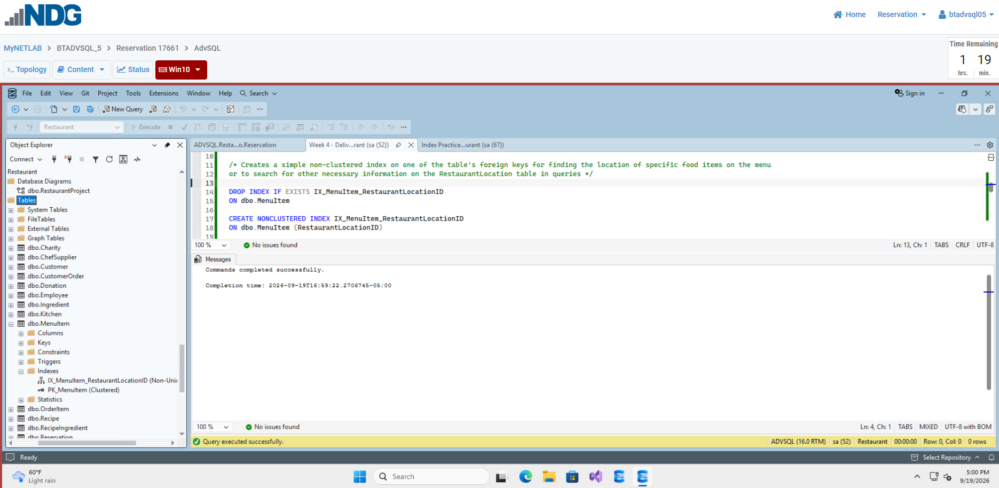 NDG
Home
Reservation
btadvsql05
MyNETLAB > BTADVSQL_5 > Reservation 17661 > AdvSQL
Time Remaining
1 19
hrs. min.
Topology
Content
Status
Win10
File Edit View Git Project Tools Extensions Window Help Search
Sign in
New Query
Restaurant
Execute
Object Explorer
ADVSQL.Resta...o.Reservation
Week 4 - Deliv...rant (sa (52))
Index Practice...urant (sa (67))
Connect
Restaurant
Database Diagrams
dbo.RestaurantProject
Tables
System Tables
FileTables
External Tables
Graph Tables
dbo.Charity
dbo.ChefSupplier
dbo.Customer
dbo.CustomerOrder
dbo.Donation
dbo.Employee
dbo.Ingredient
dbo.Kitchen
dbo.MenuItem
Columns
Keys
Constraints
Triggers
Indexes
IX_MenuItem_RestaurantLocationID (Non-Unic
PK_MenuItem (Clustered)
Statistics
dbo.OrderItem
dbo.Recipe
dbo.RecipeIngredient
dbo.Reservation
10
11 /* Creates a simple non-clustered index on one of the table's foreign keys for finding the location of specific food items on the menu
12 or to search for other necessary information on the RestaurantLocation table in queries */
13
14 DROP INDEX IF EXISTS IX_MenuItem_RestaurantLocationID
15 ON dbo.MenuItem
16
17 CREATE NONCLUSTERED INDEX IX_MenuItem_RestaurantLocationID
18 ON dbo.MenuItem (RestaurantLocationID)
19
100 % No issues found Ln: 13, Ch: 1 TABS CRLF UTF-8
Messages
Commands completed successfully.
Completion time: 2026-09-19T16:59:22.2706745-05:00
100 % No issues found Ln: 4, Ch: 1 TABS MIXED UTF-8 with BOM
Query executed successfully. ADVSQL (16.0 RTM) sa (52) Restaurant 00:00:00 Row: 0, Col: 0 0 rows
Ready
Select Repository
60°F
Light rain
Search
5:00 PM
9/19/2026